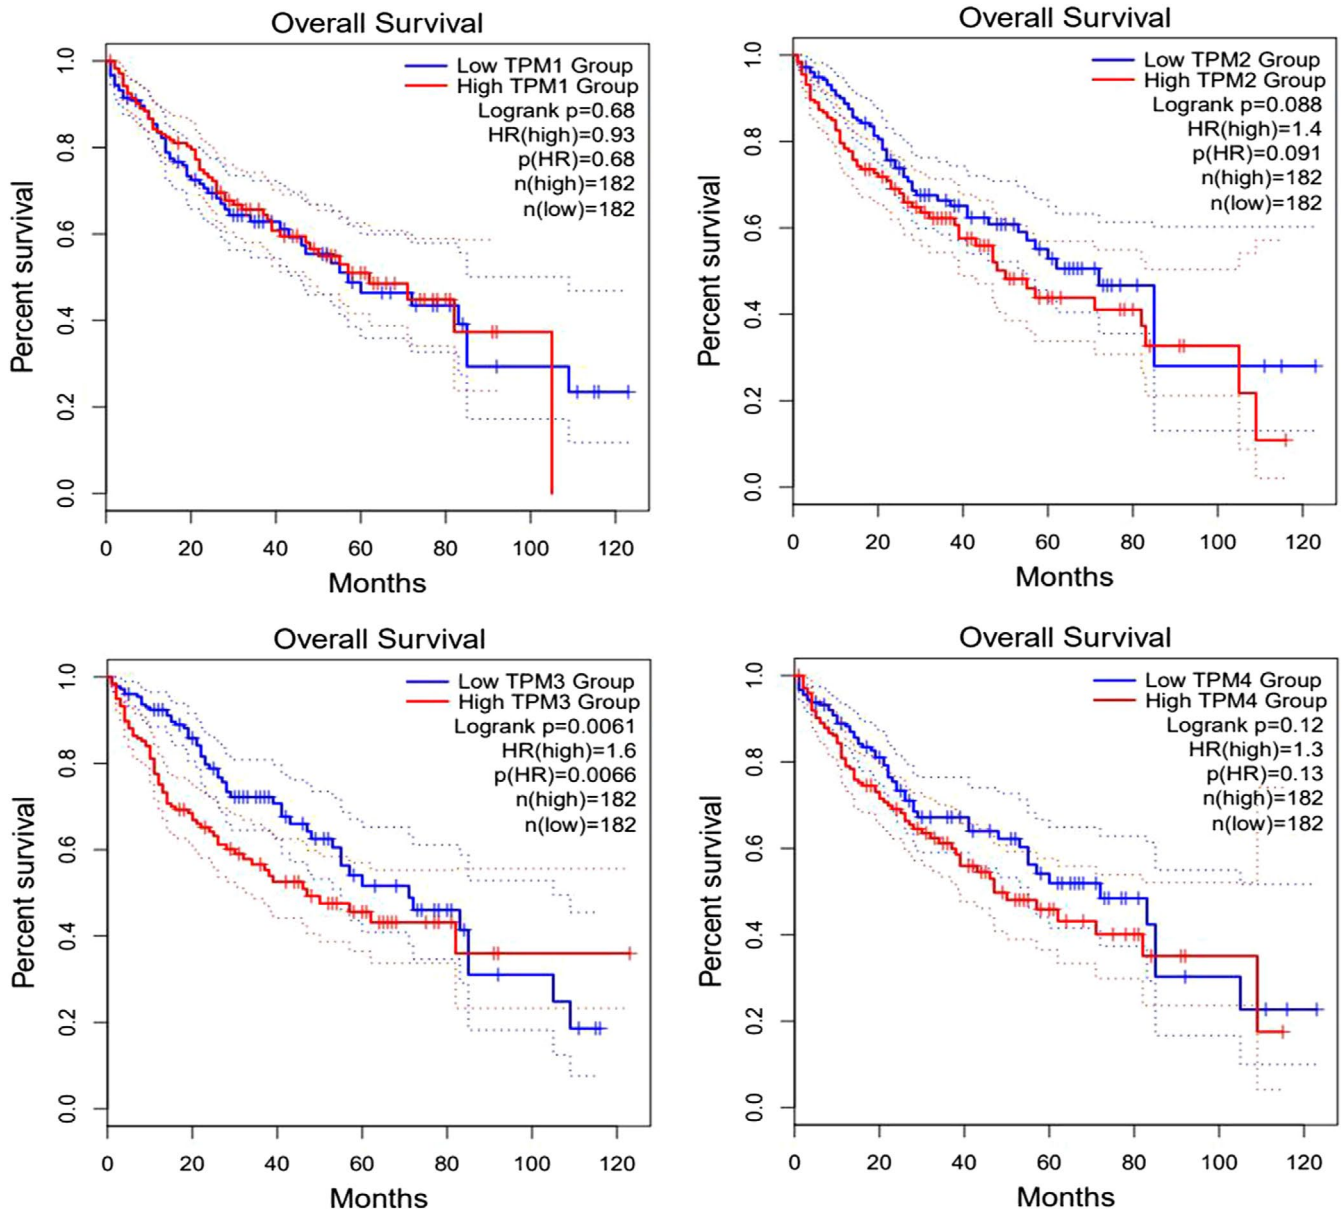 Overall Survival
Low TPM1 Group
High TPM1 Group
Logrank p=0.68
HR(high)=0.93
p(HR)=0.68
n(high)=182
n(low)=182
Percent survival
1.0
0.8
0.6
0.4
0.2
0.0
0 20 40 60 80 100 120
Months
Overall Survival
Low TPM2 Group
High TPM2 Group
Logrank p=0.088
HR(high)=1.4
p(HR)=0.091
n(high)=182
n(low)=182
Percent survival
1.0
0.8
0.6
0.4
0.2
0.0
0 20 40 60 80 100 120
Months
Overall Survival
Low TPM3 Group
High TPM3 Group
Logrank p=0.0061
HR(high)=1.6
p(HR)=0.0066
n(high)=182
n(low)=182
Percent survival
1.0
0.8
0.6
0.4
0.2
0.0
0 20 40 60 80 100 120
Months
Overall Survival
Low TPM4 Group
High TPM4 Group
Logrank p=0.12
HR(high)=1.3
p(HR)=0.13
n(high)=182
n(low)=182
Percent survival
1.0
0.8
0.6
0.4
0.2
0.0
0 20 40 60 80 100 120
Months